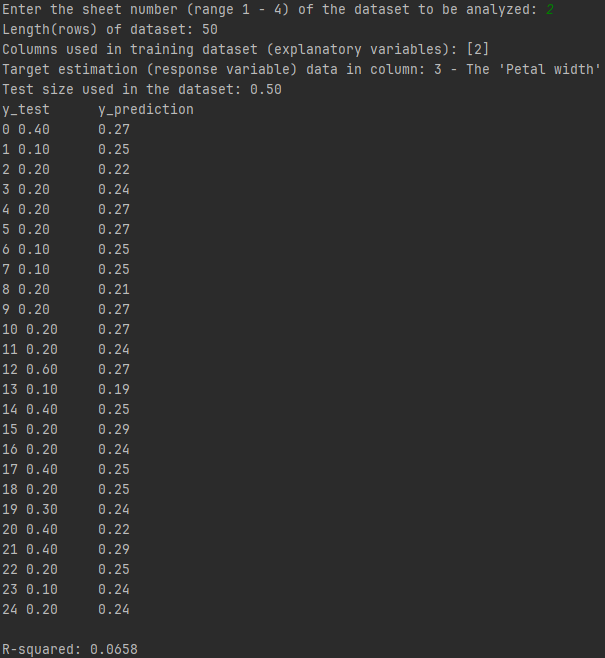 Enter the sheet number (range 1 - 4) of the dataset to be analyzed: 2
Length(rows) of dataset: 50
Columns used in training dataset (explanatory variables): [2]
Target estimation (response variable) data in column: 3 - The 'Petal width'
Test size used in the dataset: 0.50
y_test      y_prediction
0 0.40      0.27
1 0.10      0.25
2 0.20      0.22
3 0.20      0.24
4 0.20      0.27
5 0.20      0.27
6 0.10      0.25
7 0.10      0.25
8 0.20      0.21
9 0.20      0.27
10 0.20     0.27
11 0.20     0.24
12 0.60     0.27
13 0.10     0.19
14 0.40     0.25
15 0.20     0.29
16 0.20     0.24
17 0.40     0.25
18 0.20     0.25
19 0.30     0.24
20 0.40     0.22
21 0.40     0.29
22 0.20     0.25
23 0.10     0.24
24 0.20     0.24
R-squared: 0.0658